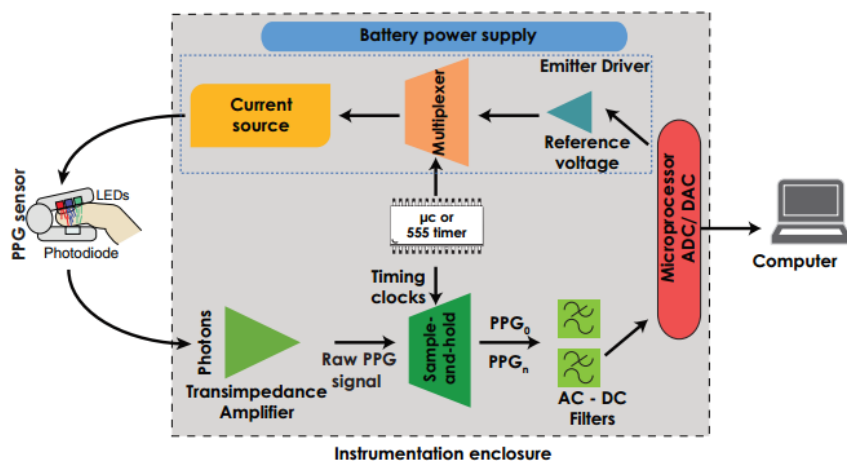 Battery power supply
Emitter Driver
Current
source
Multiplexer
Reference
voltage
Microprocessor
ADC/ DAC
PPG sensor
LEDs
Photodiode
µc or
555 timer
Computer
Timing
clocks
Photons
Transimpedance
Amplifier
Raw PPG
signal
Sample-
and-hold
PPG₀
PPGₙ
AC - DC
Filters
Instrumentation enclosure